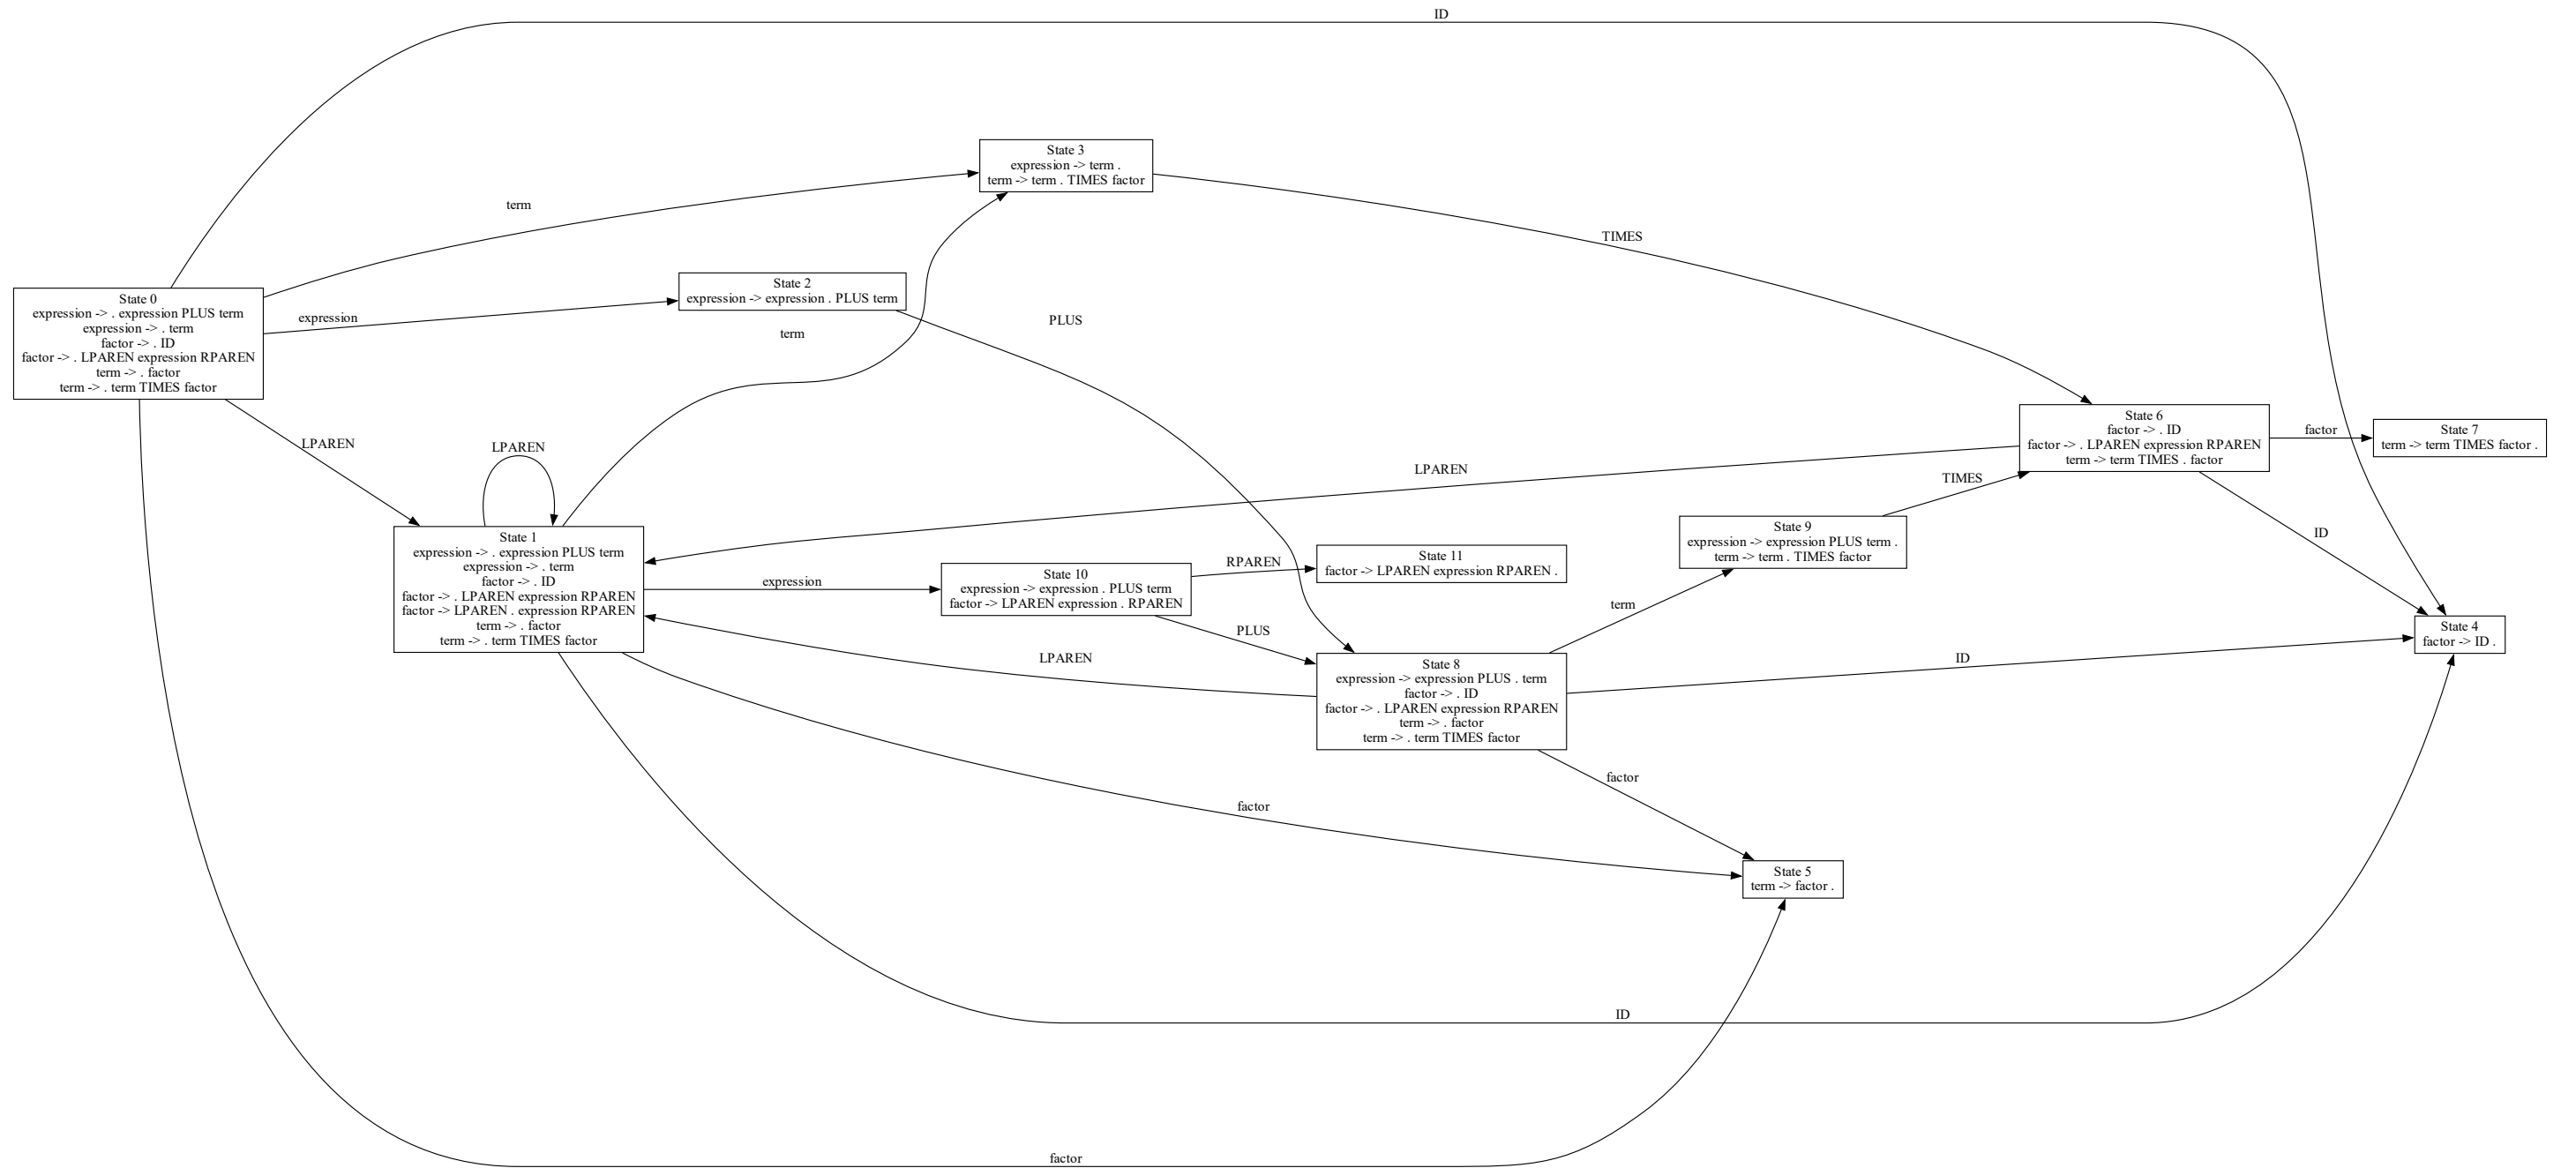 ID
State 3
expression -> term .
term -> term . TIMES factor
term
TIMES
State 2
expression -> expression . PLUS term
State 0
expression -> . expression PLUS term
expression -> . term
factor -> . ID
factor -> . LPAREN expression RPAREN
term -> . factor
term -> . term TIMES factor
expression
PLUS
term
State 6
factor -> . ID
factor -> . LPAREN expression RPAREN
term -> term TIMES . factor
factor
State 7
term -> term TIMES factor .
LPAREN
LPAREN
LPAREN
TIMES
State 9
expression -> expression PLUS term .
term -> term . TIMES factor
ID
State 1
expression -> . expression PLUS term
expression -> . term
factor -> . ID
factor -> . LPAREN expression RPAREN
factor -> LPAREN . expression RPAREN
term -> . factor
term -> . term TIMES factor
expression
State 10
expression -> expression . PLUS term
factor -> LPAREN expression . RPAREN
RPAREN
State 11
factor -> LPAREN expression RPAREN .
term
PLUS
State 4
factor -> ID .
LPAREN
State 8
expression -> expression PLUS . term
factor -> . ID
factor -> . LPAREN expression RPAREN
term -> . factor
term -> . term TIMES factor
ID
factor
factor
State 5
term -> factor .
ID
factor